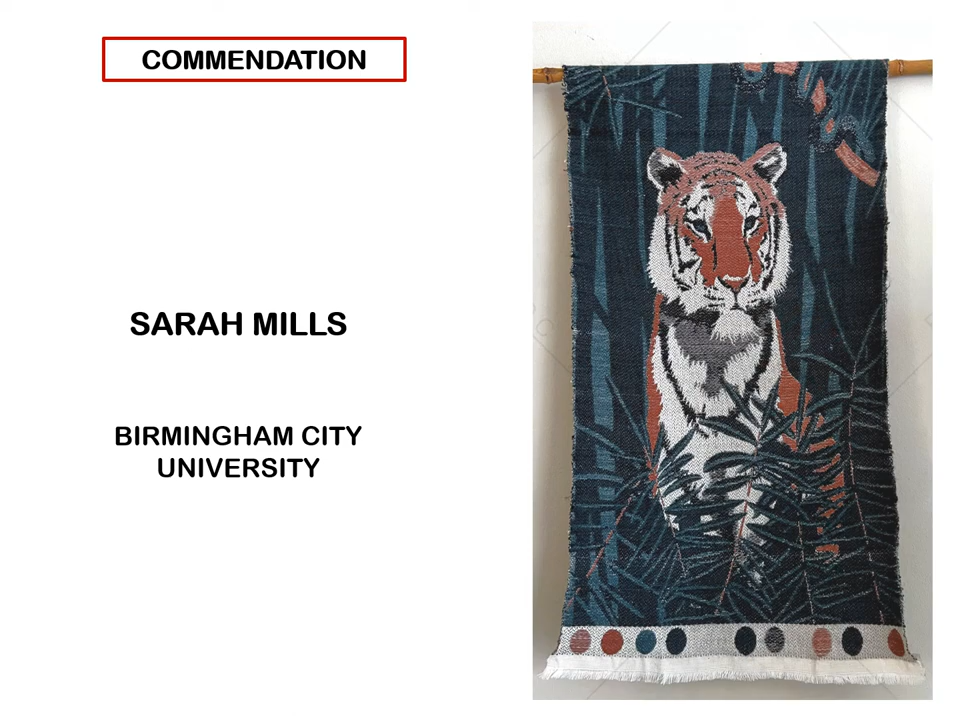 COMMENDATION
SARAH MILLS
BIRMINGHAM CITY
UNIVERSITY